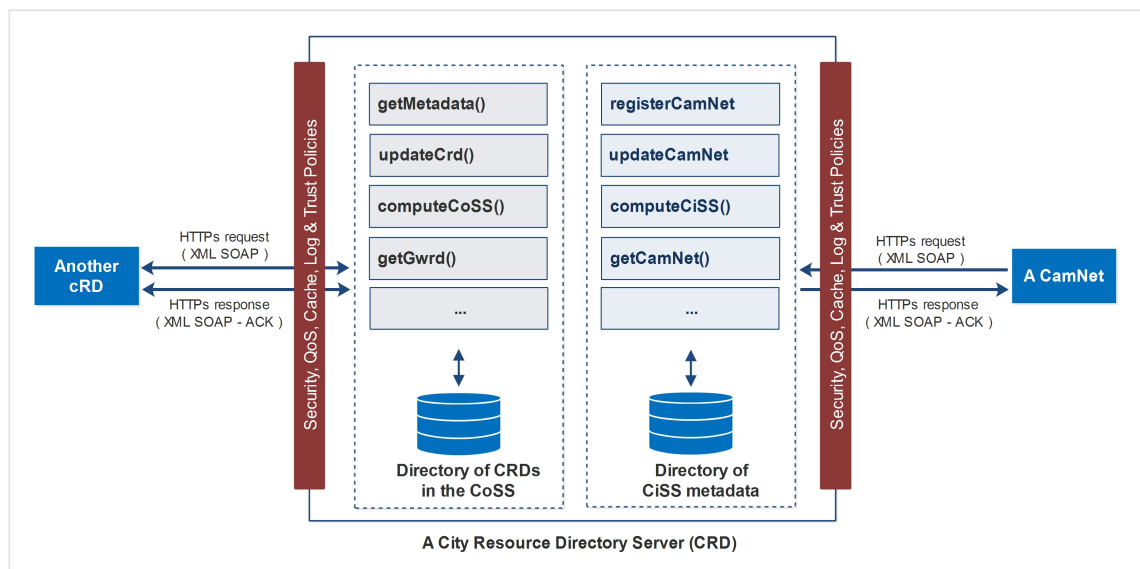 getMetadata()
updateCrd()
computeCoSS()
getGwrd()
...
Directory of CRDs
in the CoSS
registerCamNet
updateCamNet
computeCiSS()
getCamNet()
...
Directory of
CiSS metadata
Security, QoS, Cache, Log & Trust Policies
Security, QoS, Cache, Log & Trust Policies
Another
cRD
HTTPs request
( XML SOAP )
HTTPs response
( XML SOAP - ACK )
HTTPs request
( XML SOAP )
HTTPs response
( XML SOAP - ACK )
A CamNet
A City Resource Directory Server (CRD)